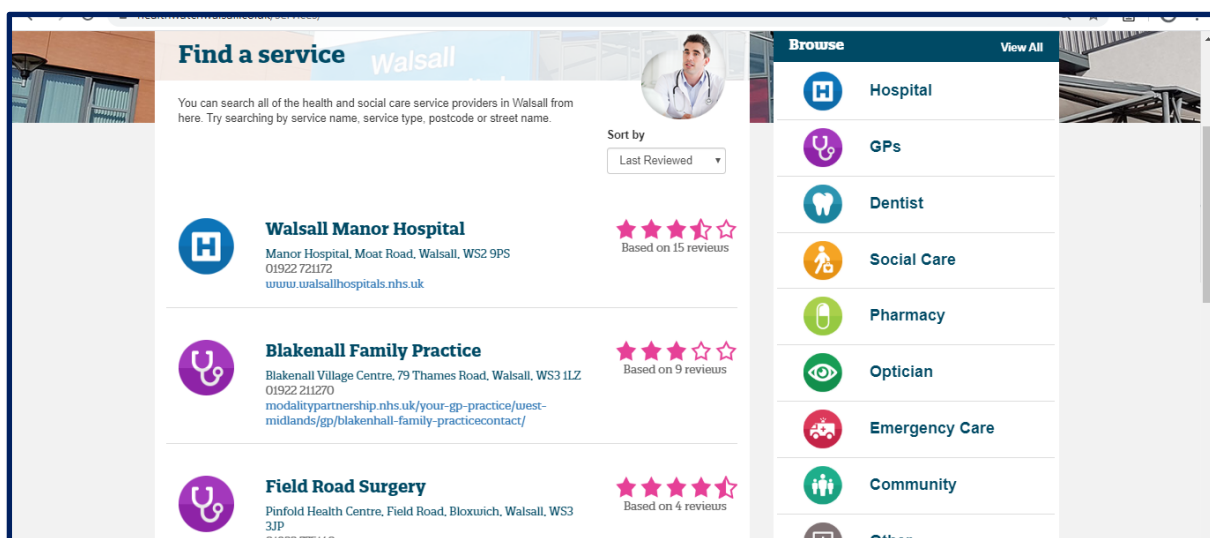 Find a service
Walsall
You can search all of the health and social care service providers in Walsall from
here. Try searching by service name, service type, postcode or street name.
Sort by
Last Reviewed
Walsall Manor Hospital
Manor Hospital, Moat Road, Walsall, WS2 9PS
01922 721172
www.walsallhospitals.nhs.uk
Based on 15 reviews
Blakenall Family Practice
Blakenall Village Centre, 79 Thames Road, Walsall, WS3 1LZ
01922 211270
modalitypartnership.nhs.uk/your-gp-practice/west-
midlands/gp/blakenhall-family-practicecontact/
Based on 9 reviews
Field Road Surgery
Pinfold Health Centre, Field Road, Bloxwich, Walsall, WS3
3JP
Based on 4 reviews
Browse
View All
H
Hospital
GPs
Dentist
Social Care
Pharmacy
Optician
Emergency Care
Community
Other